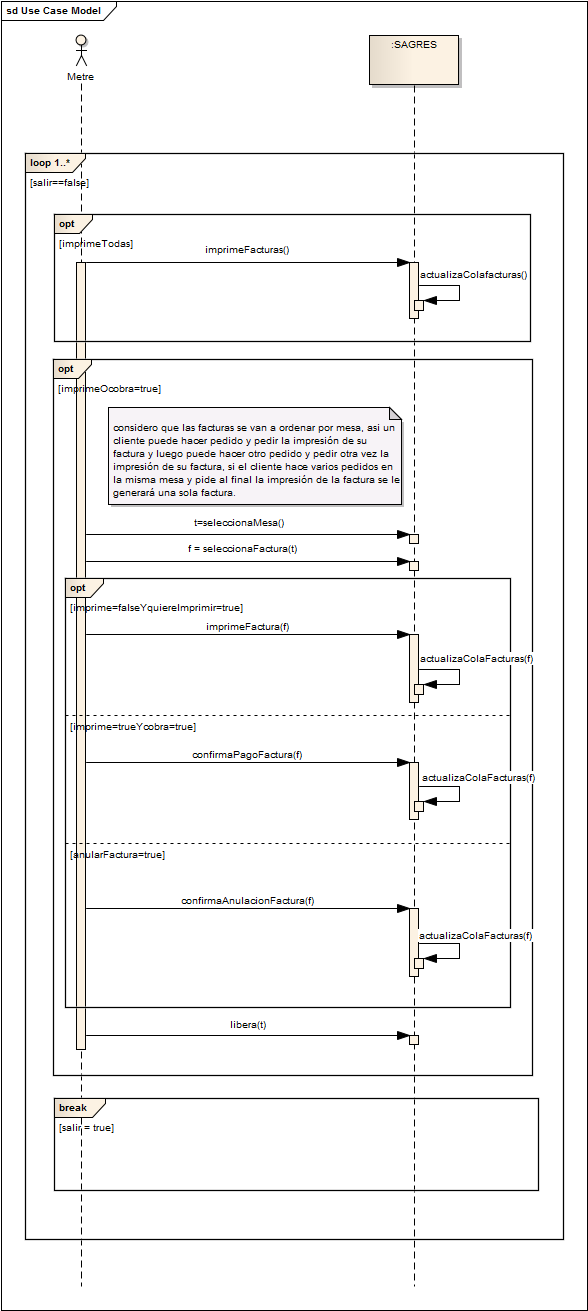 sd Use Case Model
:SAGRES
Metre
loop 1..*
[salir==false]
opt
[imprimeTodas]
imprimeFacturas()
actualizaColafacturas()
opt
[imprimeOcobra=true]
considero que las facturas se van a ordenar por mesa, asi un
cliente puede hacer pedido y pedir la impresión de su
factura y luego puede hacer otro pedido y pedir otra vez la
impresión de su factura, si el cliente hace varios pedidos en
la misma mesa y pide al final la impresión de la factura se le
generará una sola factura.
t=seleccionaMesa()
f = seleccionaFactura(t)
opt
[imprime=falseYquiereImprimir=true]
imprimeFactura(f)
actualizaColaFacturas(f)
[imprime=trueYcobra=true]
confirmaPagoFactura(f)
actualizaColaFacturas(f)
[anularFactura=true]
confirmaAnulacionFactura(f)
actualizaColaFacturas(f)
libera(t)
break
[salir = true]